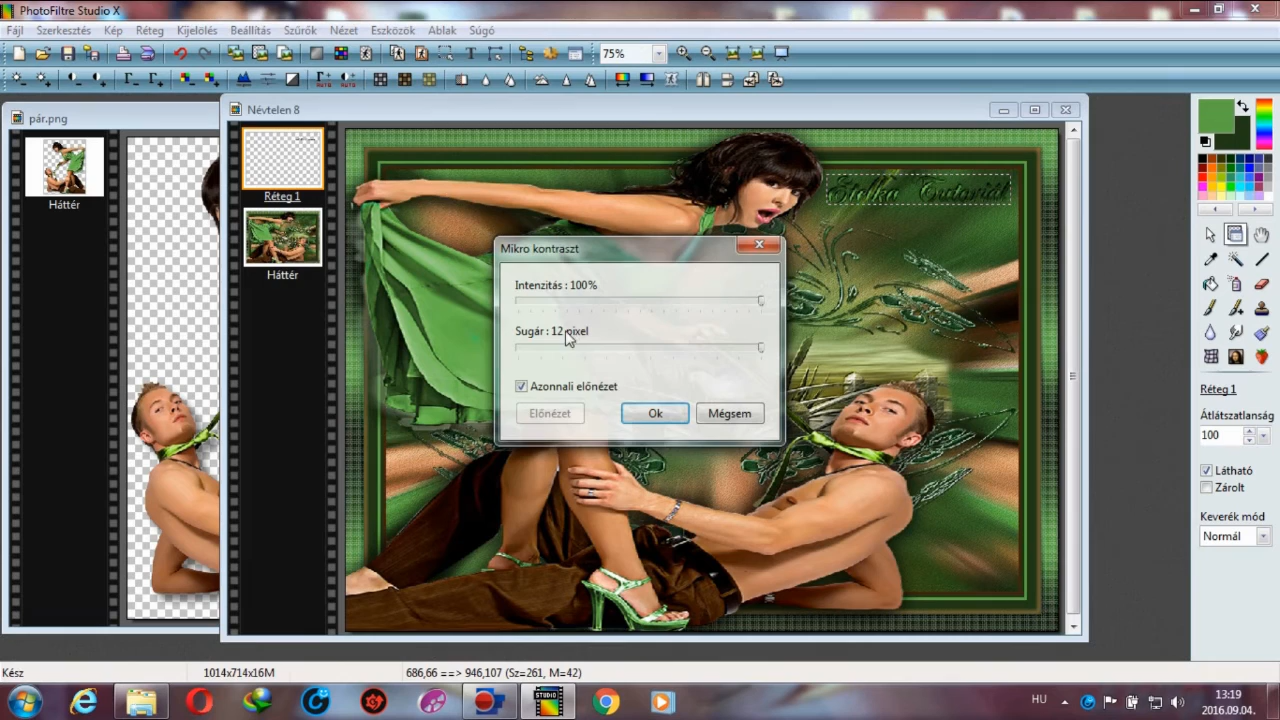 PhotoFiltre Studio X
Fájl Szerkesztés Kép Réteg Kijelölés Beállítás Szűrők Nézet Eszközök Ablak Súgó
75%
pár.png
Háttér
Névtelen 8
Réteg 1
Háttér
Mikro kontraszt
Intenzitás : 100%
Sugár : 12 pixel
Azonnali előnézet
Előnézet Ok Mégsem
Réteg 1
Átlátszatlanság
100
Látható
Zárolt
Keverék mód
Normál
Kész 1014x714x16M 686,66 ==> 946,107 (Sz=261, M=42)
STUDIO
HU
13:19
2016.09.04.